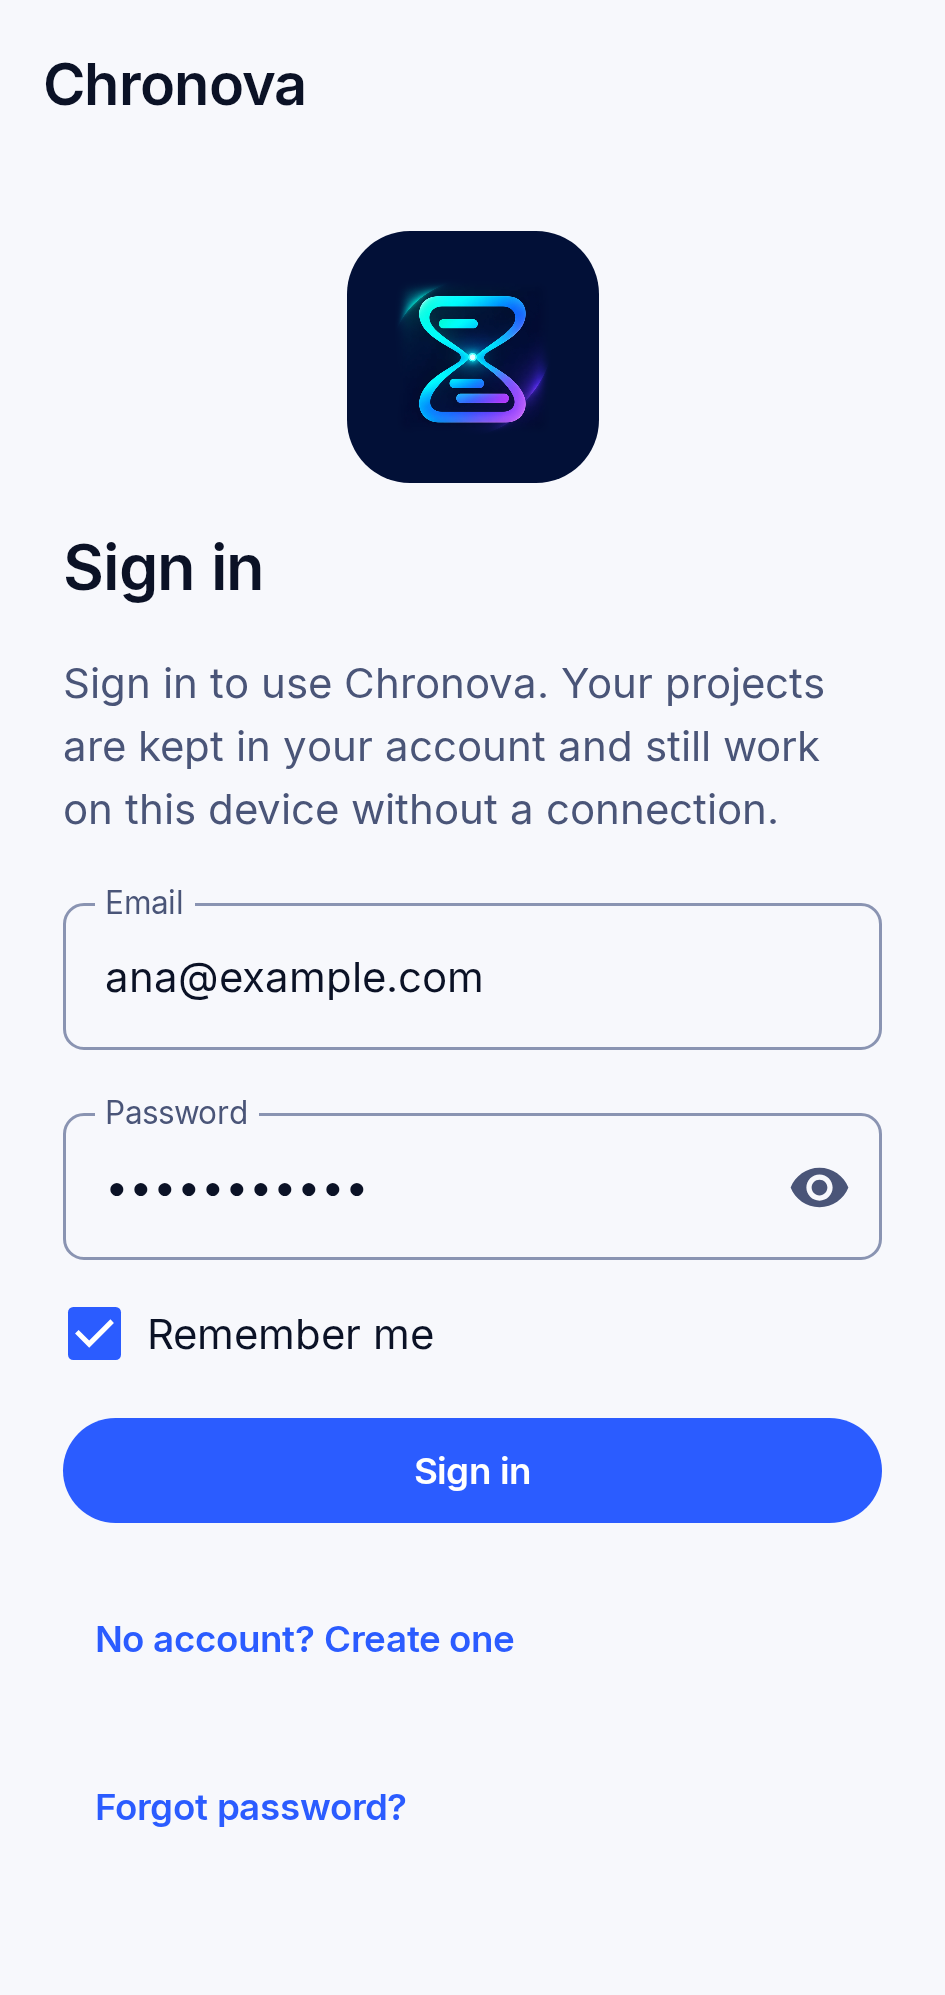 Chronova
Sign in
Sign in to use Chronova. Your projects
are kept in your account and still work
on this device without a connection.
Email
ana@example.com
Password
•••••••••••
Remember me
Sign in
No account? Create one
Forgot password?